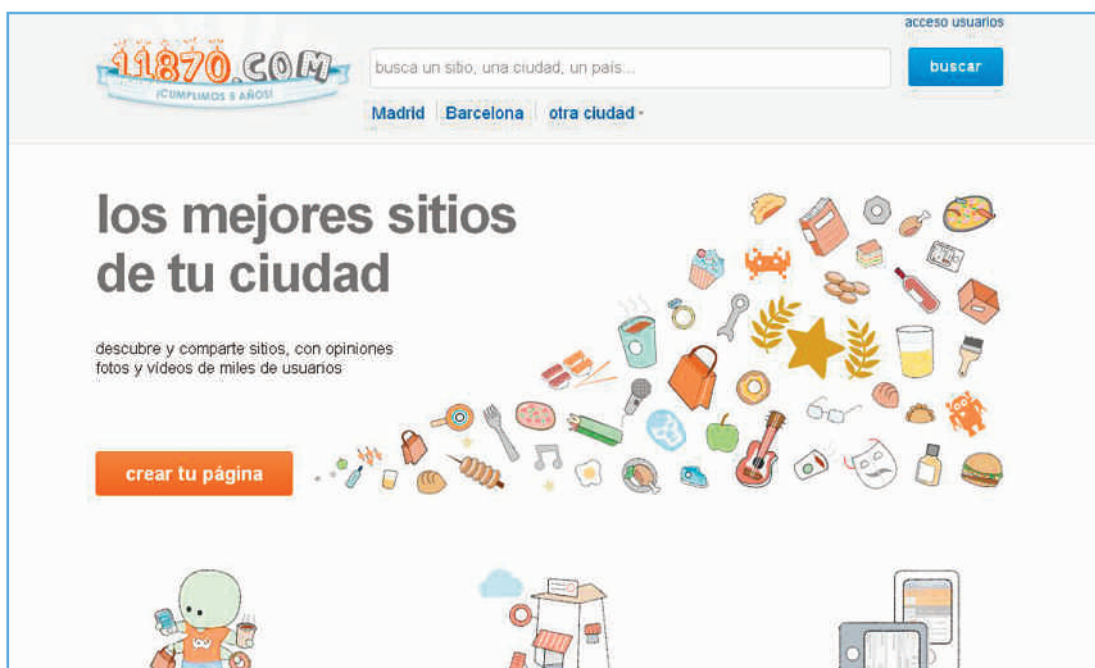 acceso usuarios
11870.COM
¡CUMPLIMOS 5 AÑOS!
busca un sitio, una ciudad, un país...
buscar
Madrid
Barcelona
otra ciudad
los mejores sitios
de tu ciudad
descubre y comparte sitios, con opiniones
fotos y vídeos de miles de usuarios
crear tu página